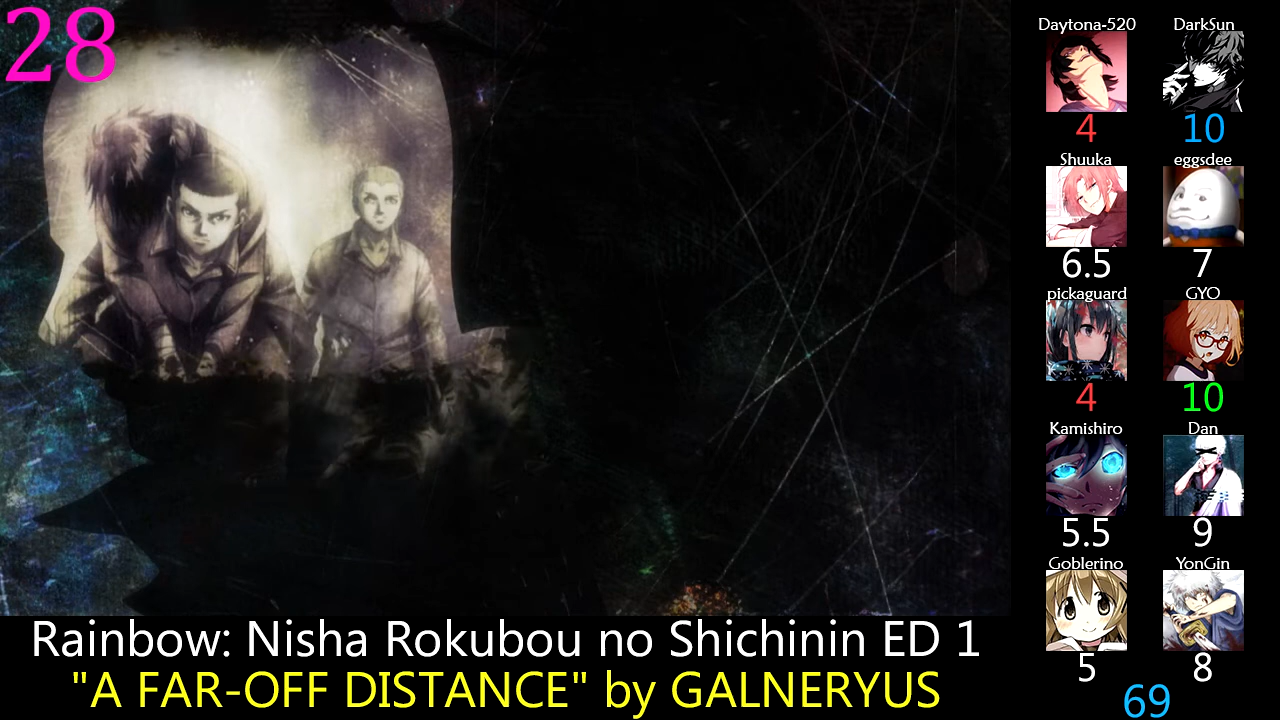 28
Daytona-520 DarkSun
4 10
Shuuka eggsdee
6.5 7
pickaguard GYO
4 10
Kamishiro Dan
5.5 9
Goblerino YonGin
5 8
69
Rainbow: Nisha Rokubou no Shichinin ED 1
"A FAR-OFF DISTANCE" by GALNERYUS